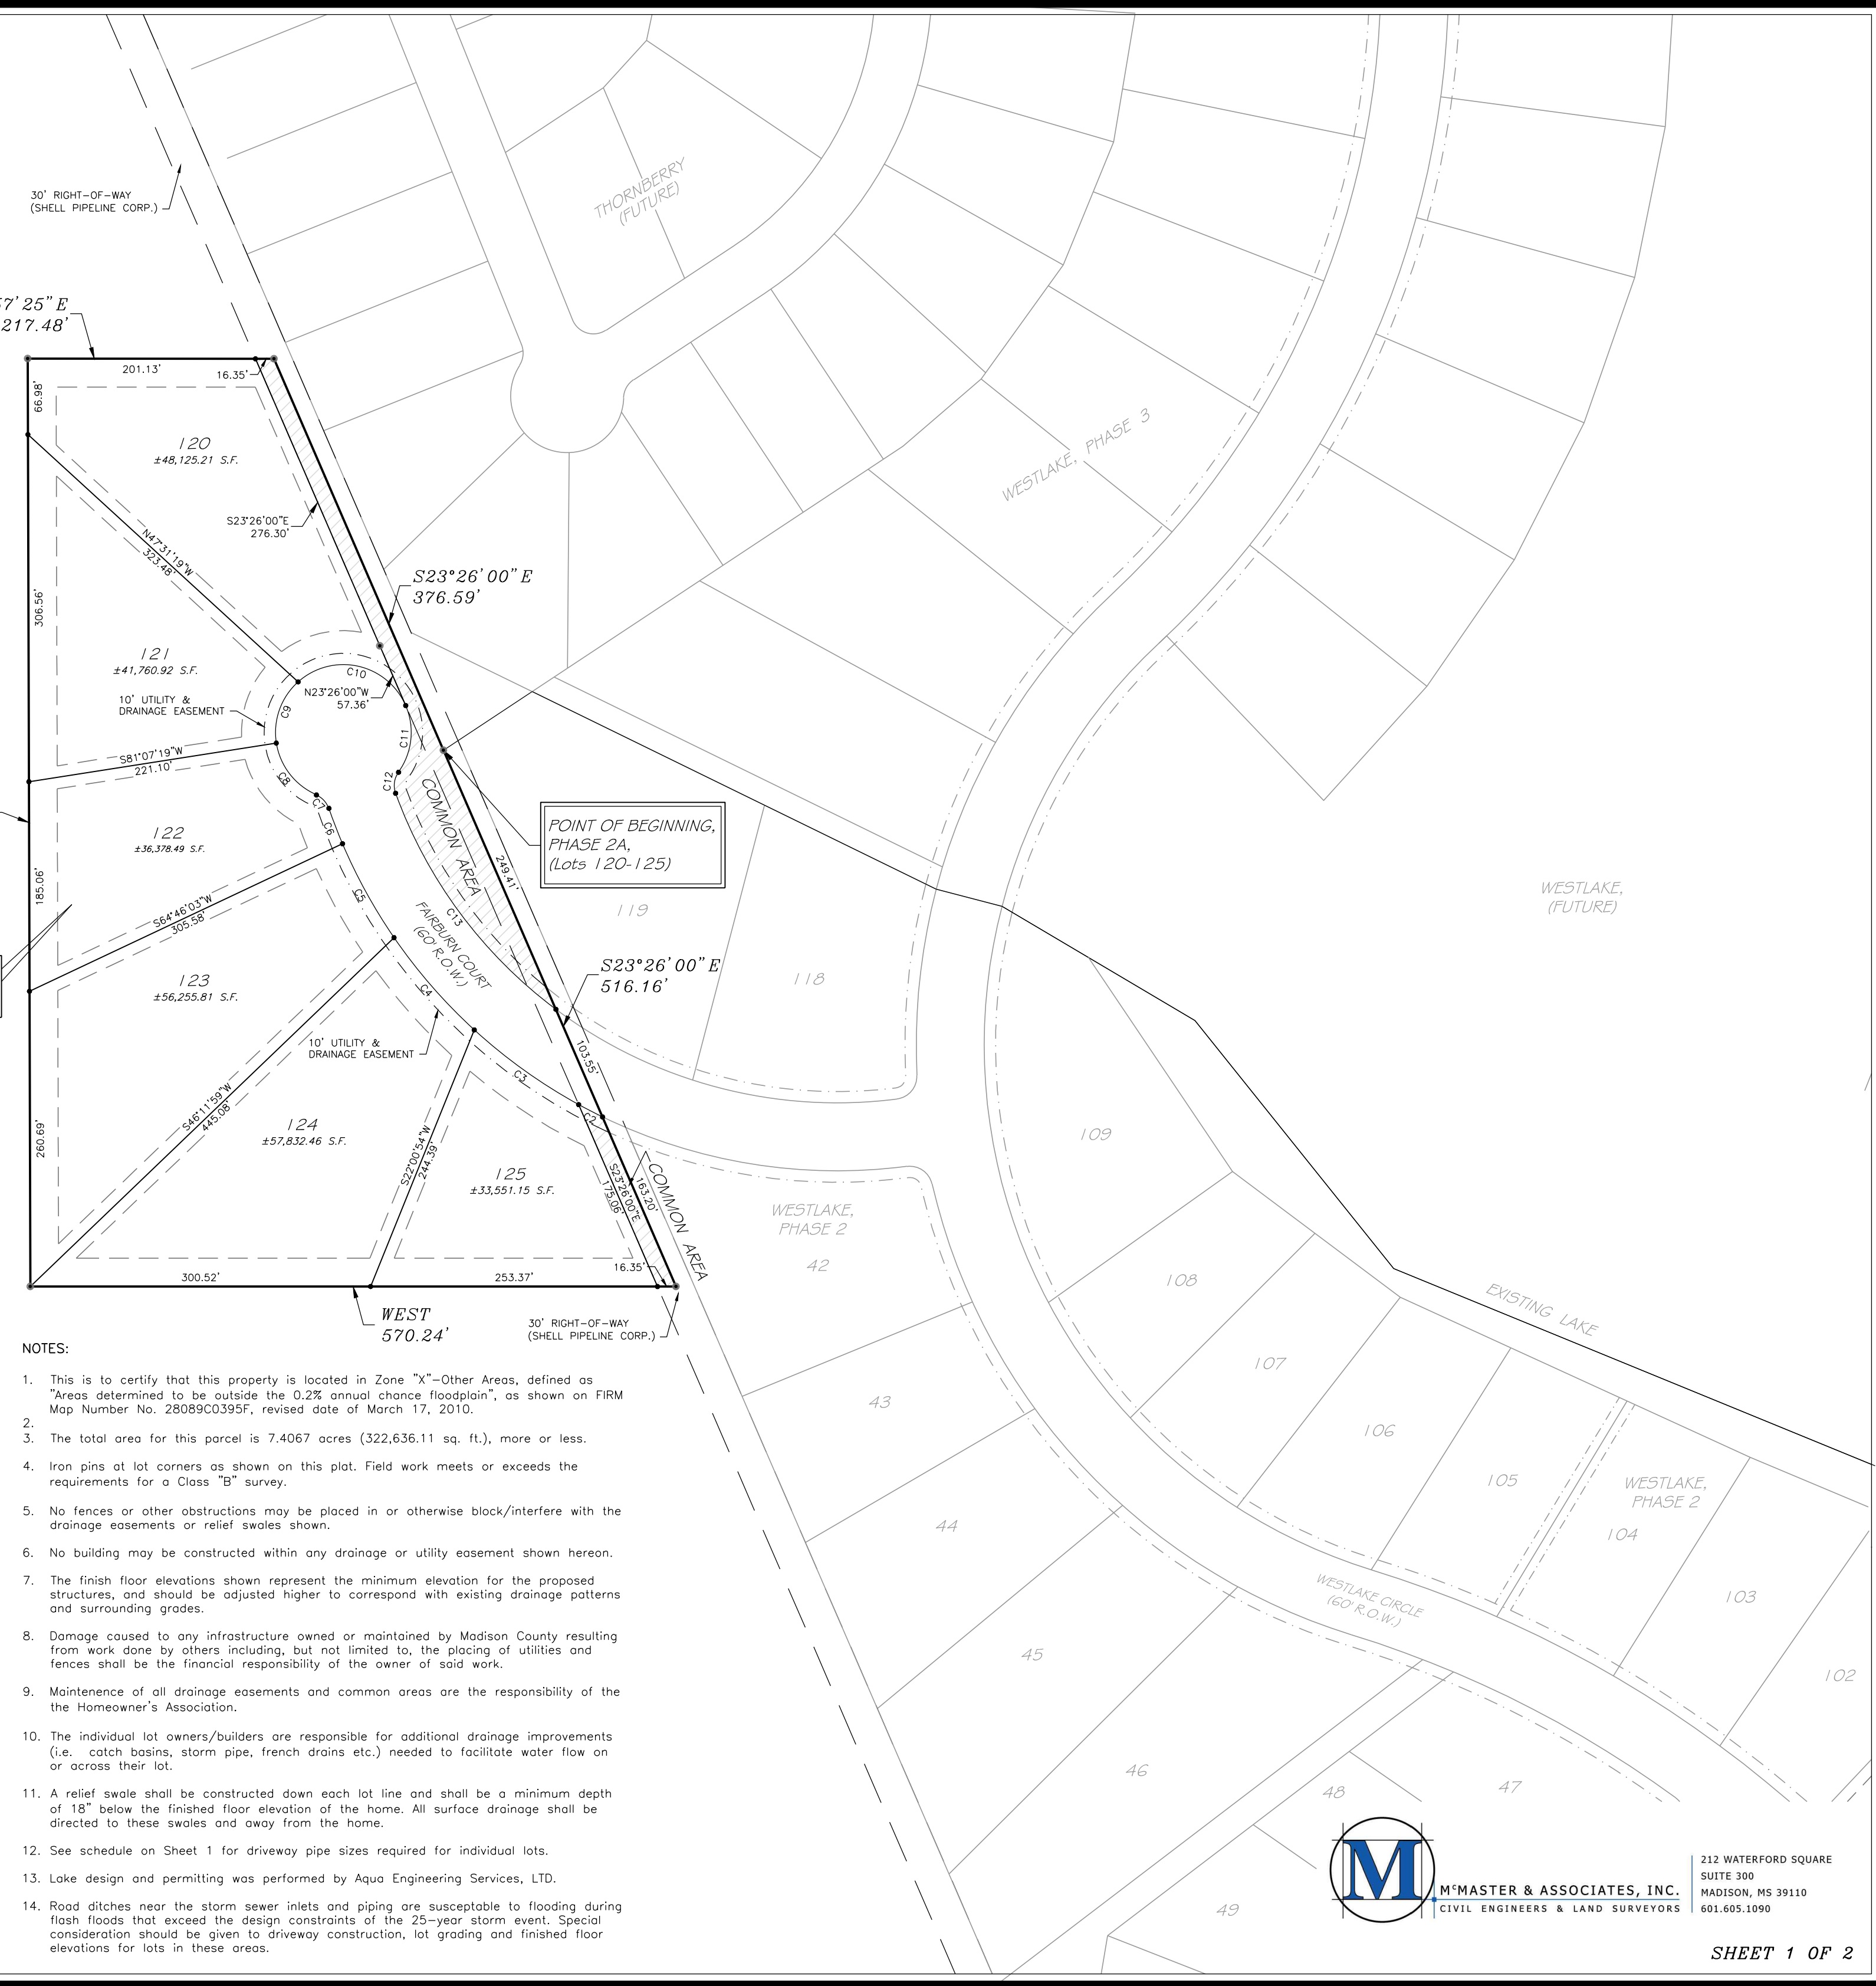 30' RIGHT-OF-WAY
(SHELL PIPELINE CORP.)
THORNBERRY
(FUTURE)
57'25"E
217.48'
201.13'
16.35'
66.98'
120
±48,125.21 S.F.
S23°26'00"E
276.30'
N47°31'19"W
323.48'
S23°26'00"E
376.59'
WESTLAKE, PHASE 3
306.56'
121
±41,760.92 S.F.
10' UTILITY &
DRAINAGE EASEMENT
C10
N23°26'00"W
57.36'
C9
C11
S81°07'19"W
221.10'
C8
C12
C7
C6
COMMON AREA
POINT OF BEGINNING,
PHASE 2A,
(Lots 120-125)
122
±36,378.49 S.F.
249.41'
185.06'
S64°46'03"W
305.58'
C5
C13
FAIRBURN COURT
(60' R.O.W.)
119
118
WESTLAKE,
(FUTURE)
S23°26'00"E
516.16'
123
±56,255.81 S.F.
C4
10' UTILITY &
DRAINAGE EASEMENT
103.55'
C3
260.69'
S46°11'59"W
445.08'
124
±57,832.46 S.F.
S22°00'54"W
244.39'
C2
125
±33,551.15 S.F.
S23°26'00"E
175.06'
163.20'
COMMON AREA
109
WESTLAKE,
PHASE 2
42
108
300.52'
253.37'
16.35'
WEST
570.24'
30' RIGHT-OF-WAY
(SHELL PIPELINE CORP.)
EXISTING LAKE
107
43
106
105
WESTLAKE,
PHASE 2
104
44
WESTLAKE CIRCLE
(60' R.O.W.)
103
45
102
46
48
47
49
NOTES:
1. This is to certify that this property is located in Zone "X"-Other Areas, defined as
"Areas determined to be outside the 0.2% annual chance floodplain", as shown on FIRM
Map Number No. 28089C0395F, revised date of March 17, 2010.
2.
3. The total area for this parcel is 7.4067 acres (322,636.11 sq. ft.), more or less.
4. Iron pins at lot corners as shown on this plat. Field work meets or exceeds the
requirements for a Class "B" survey.
5. No fences or other obstructions may be placed in or otherwise block/interfere with the
drainage easements or relief swales shown.
6. No building may be constructed within any drainage or utility easement shown hereon.
7. The finish floor elevations shown represent the minimum elevation for the proposed
structures, and should be adjusted higher to correspond with existing drainage patterns
and surrounding grades.
8. Damage caused to any infrastructure owned or maintained by Madison County resulting
from work done by others including, but not limited to, the placing of utilities and
fences shall be the financial responsibility of the owner of said work.
9. Maintenence of all drainage easements and common areas are the responsibility of the
the Homeowner's Association.
10. The individual lot owners/builders are responsible for additional drainage improvements
(i.e. catch basins, storm pipe, french drains etc.) needed to facilitate water flow on
or across their lot.
11. A relief swale shall be constructed down each lot line and shall be a minimum depth
of 18" below the finished floor elevation of the home. All surface drainage shall be
directed to these swales and away from the home.
12. See schedule on Sheet 1 for driveway pipe sizes required for individual lots.
13. Lake design and permitting was performed by Aqua Engineering Services, LTD.
14. Road ditches near the storm sewer inlets and piping are susceptable to flooding during
flash floods that exceed the design constraints of the 25-year storm event. Special
consideration should be given to driveway construction, lot grading and finished floor
elevations for lots in these areas.
M
McMASTER & ASSOCIATES, INC.
CIVIL ENGINEERS & LAND SURVEYORS
212 WATERFORD SQUARE
SUITE 300
MADISON, MS 39110
601.605.1090
SHEET 1 OF 2